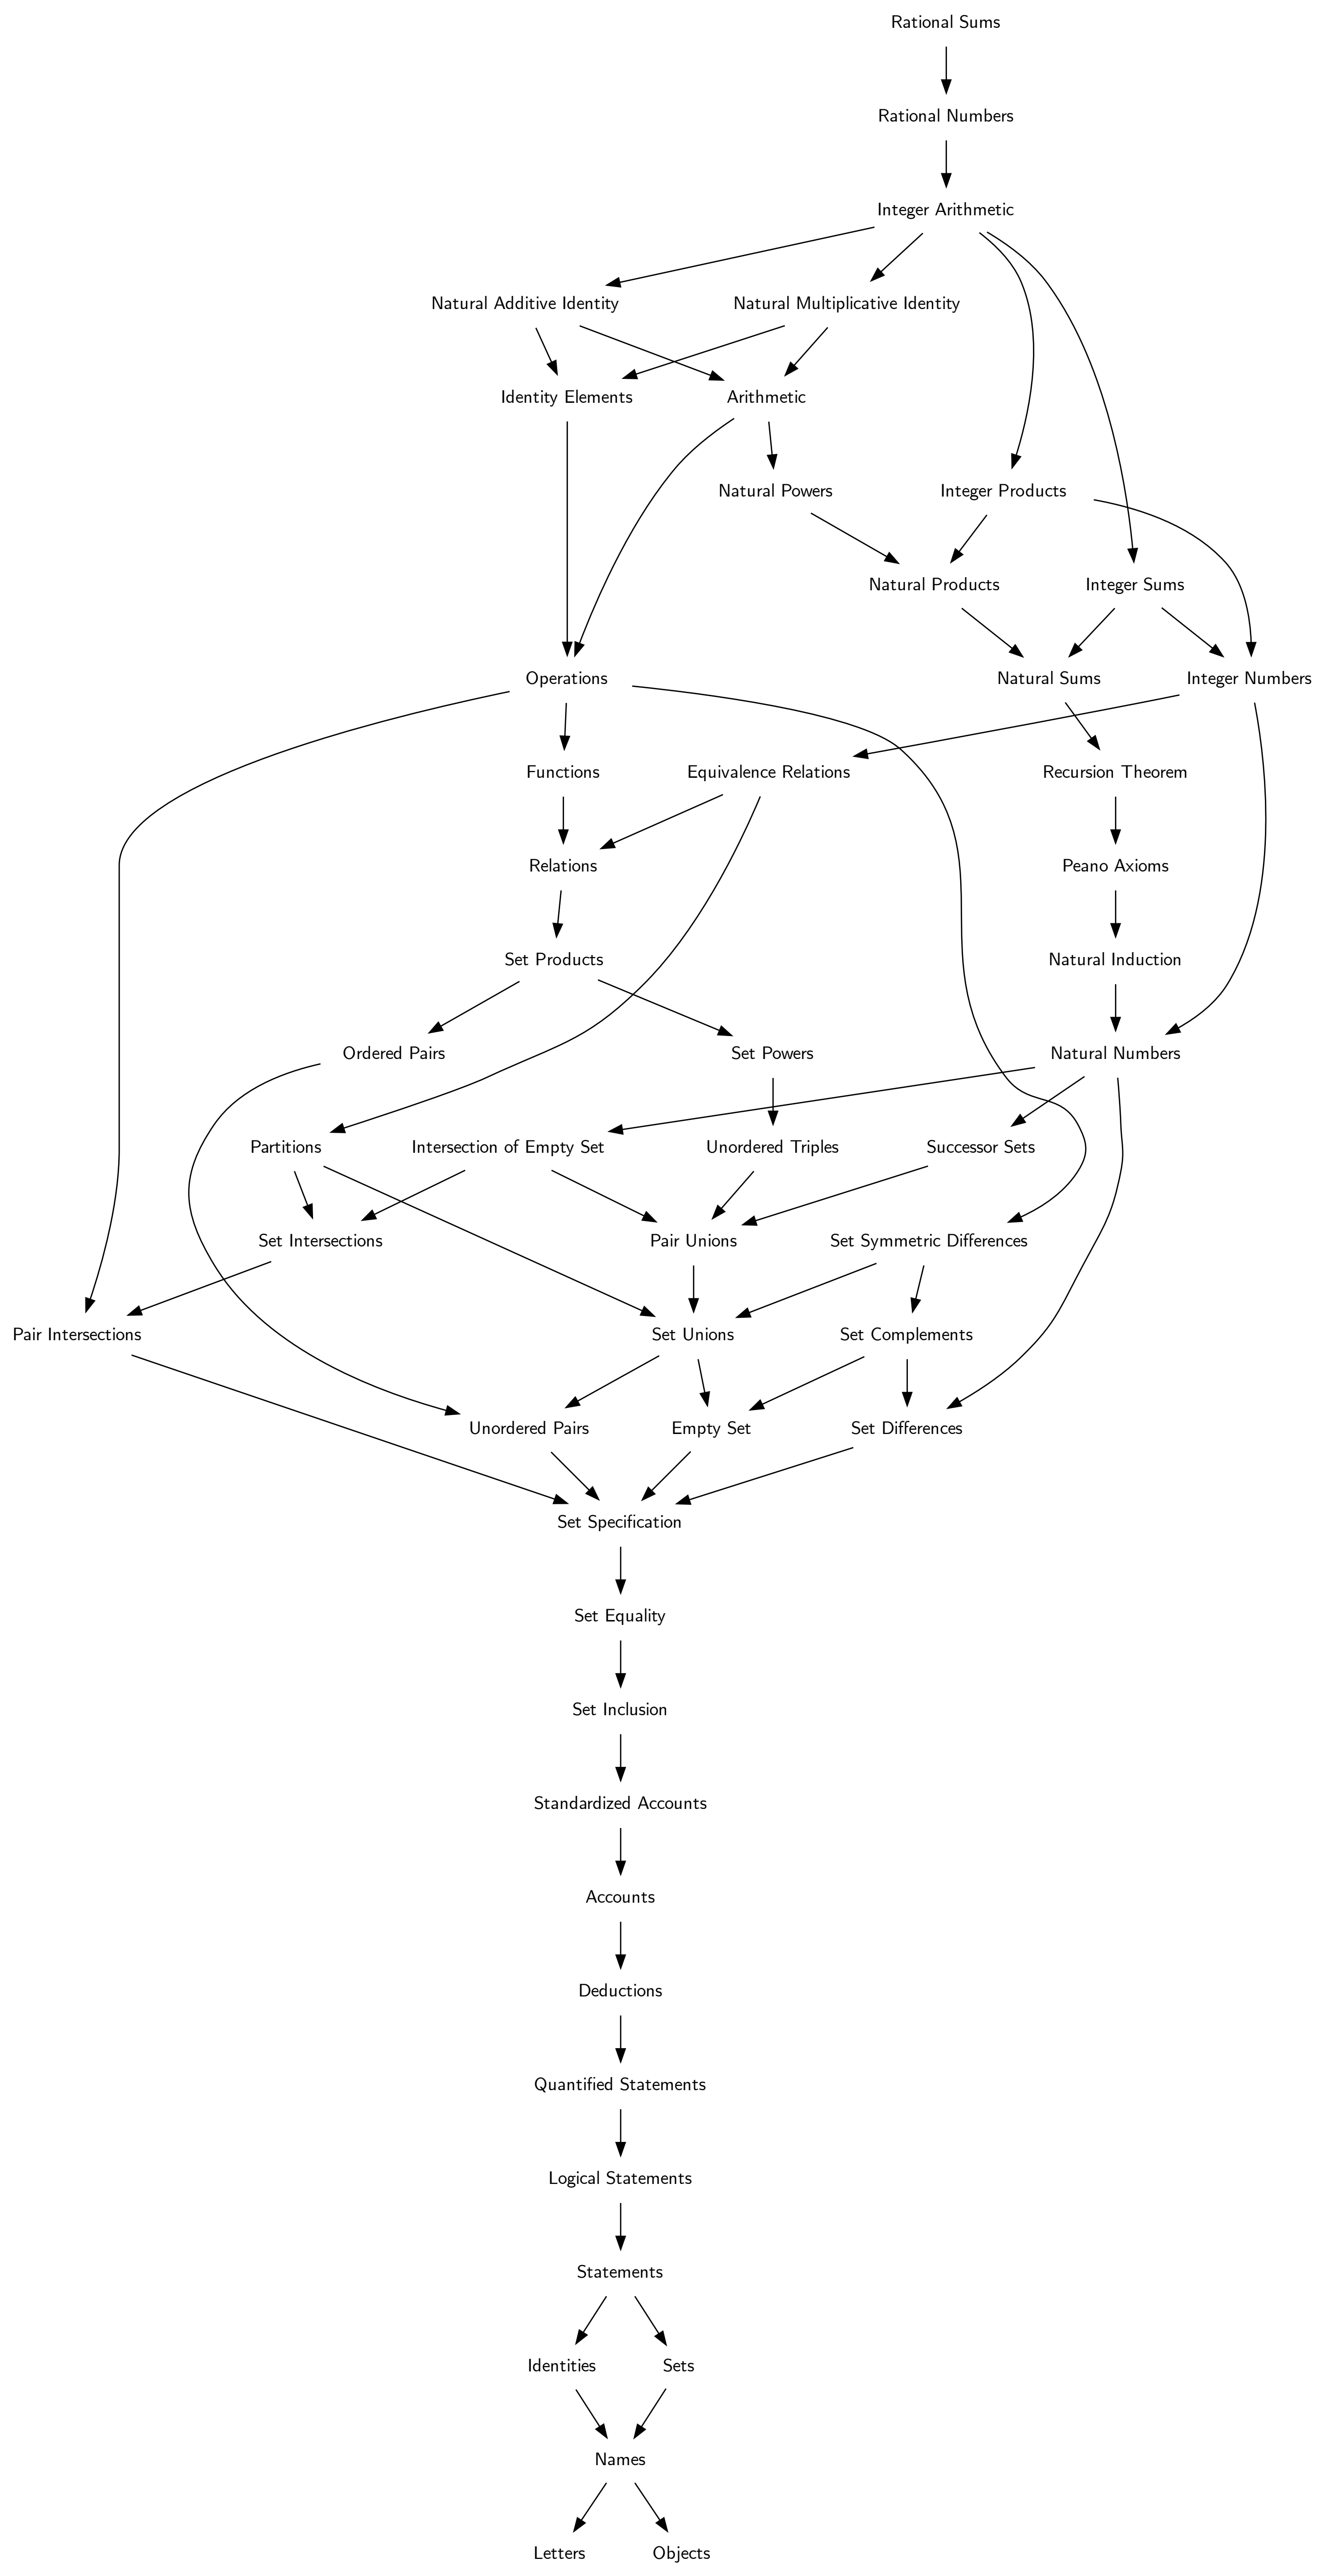 Rational Sums
Rational Numbers
Integer Arithmetic
Natural Additive Identity
Natural Multiplicative Identity
Identity Elements
Arithmetic
Natural Powers
Integer Products
Natural Products
Integer Sums
Operations
Natural Sums
Integer Numbers
Functions
Equivalence Relations
Recursion Theorem
Relations
Peano Axioms
Set Products
Natural Induction
Ordered Pairs
Set Powers
Natural Numbers
Partitions
Intersection of Empty Set
Unordered Triples
Successor Sets
Set Intersections
Pair Unions
Set Symmetric Differences
Pair Intersections
Set Unions
Set Complements
Unordered Pairs
Empty Set
Set Differences
Set Specification
Set Equality
Set Inclusion
Standardized Accounts
Accounts
Deductions
Quantified Statements
Logical Statements
Statements
Identities
Sets
Names
Letters
Objects